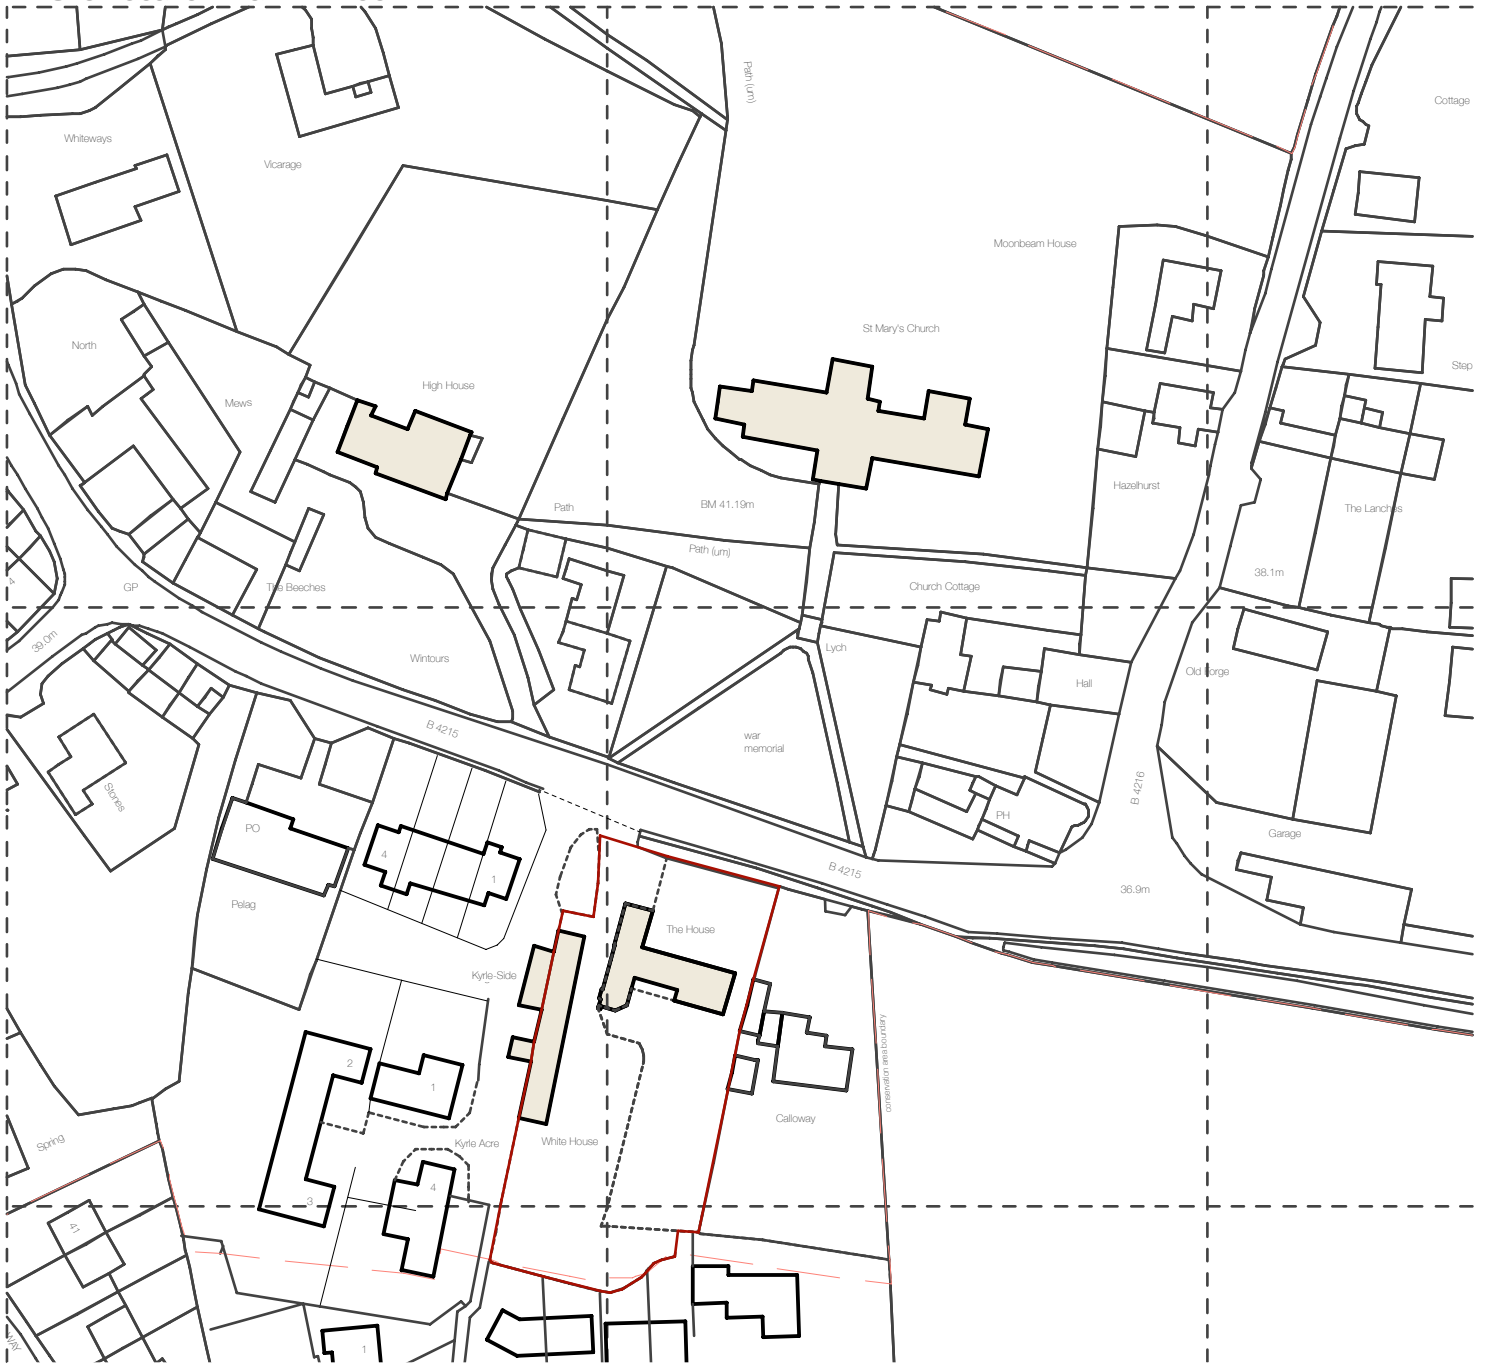 Path (um)
Cottage
Whiteways
Vicarage
Moonbeam House
St Mary's Church
North
Step
High House
Mews
Hazelhurst
BM 41.19m
Path
The Lanches
Path (um)
38.1m
4
GP
The Beeches
Church Cottage
39.0m
Lych
Wintours
Old Forge
Hall
B 4215
war
memorial
B 4216
Stones
PO
PH
Garage
4
1
B 4215
36.9m
Pelag
The House
Kyrle-Side
conservation area boundary
2
1
Calloway
Spring
Kyrle Acre
White House
4
3
41
WAY
1